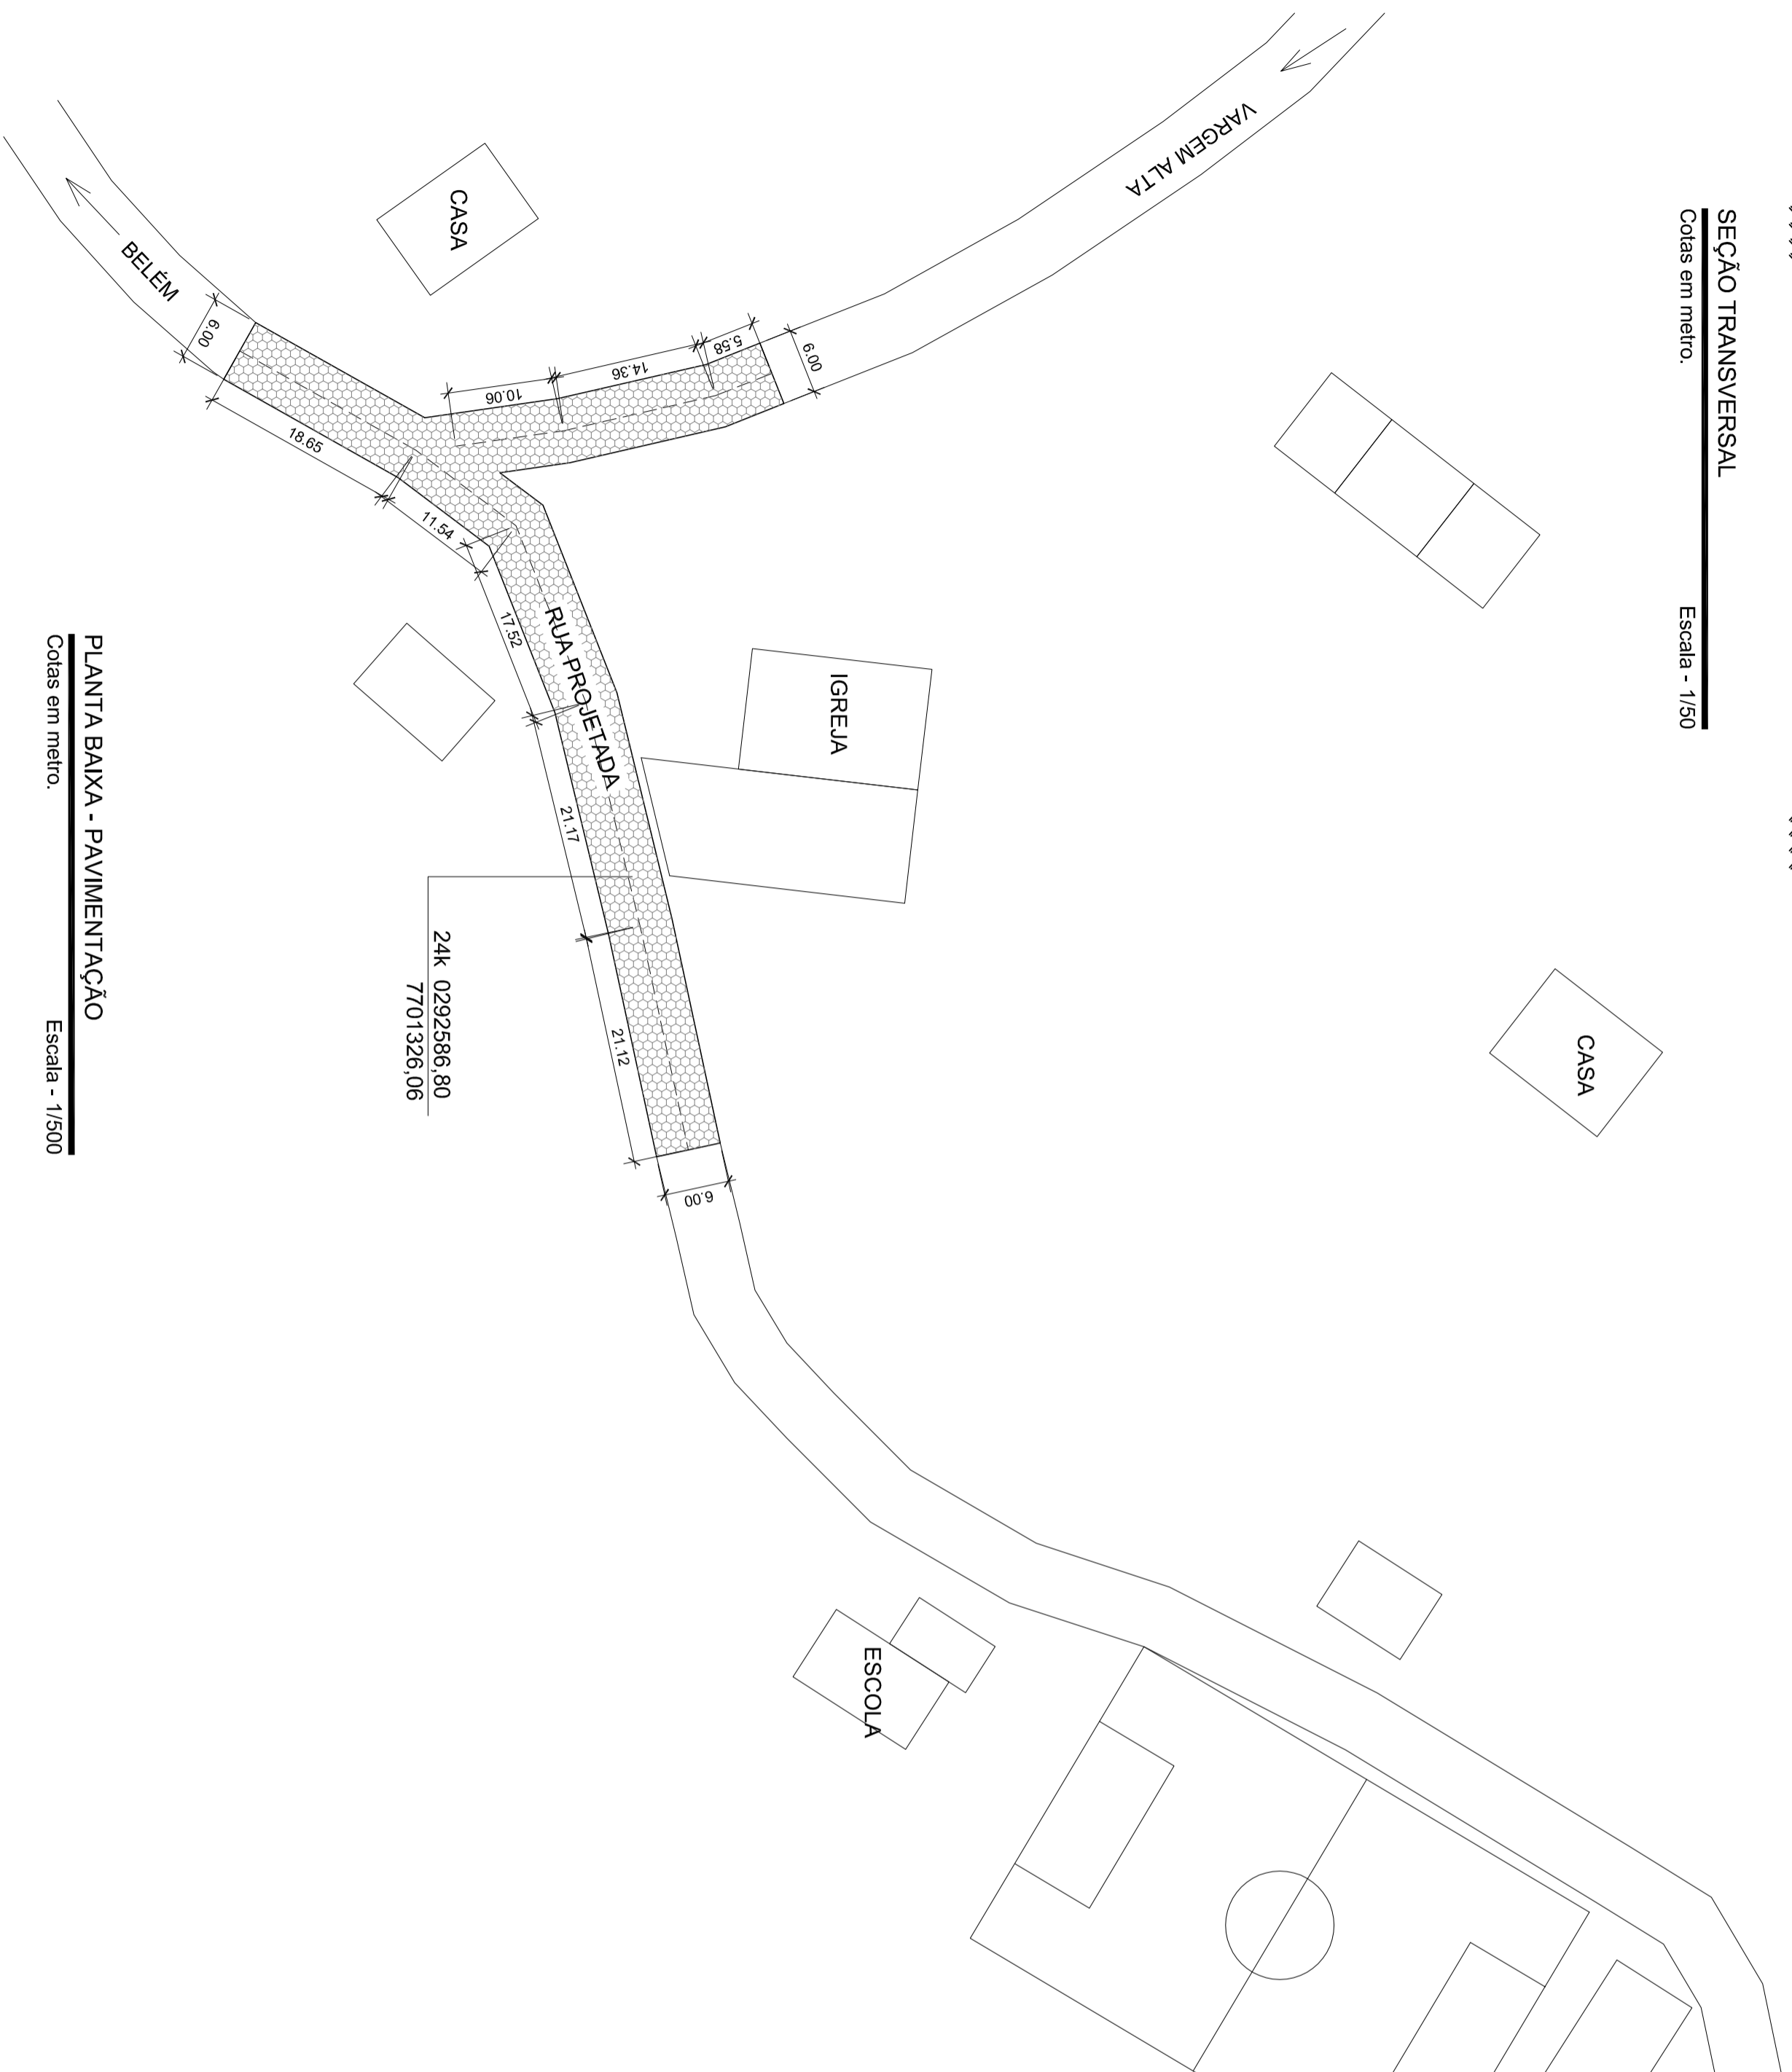 SEÇÃO TRANSVERSAL
Cotas em metro.
Escala - 1/50
VARGEM ALTA
CASA
BELÉM
6.00
6.00
5.58
14.36
10.06
18.65
11.54
17.52
RUA PROJETADA
IGREJA
21.17
21.12
6.00
24k 0292586,80
7701326,06
CASA
ESCOLA
PLANTA BAIXA - PAVIMENTAÇÃO
Cotas em metro.
Escala - 1/500